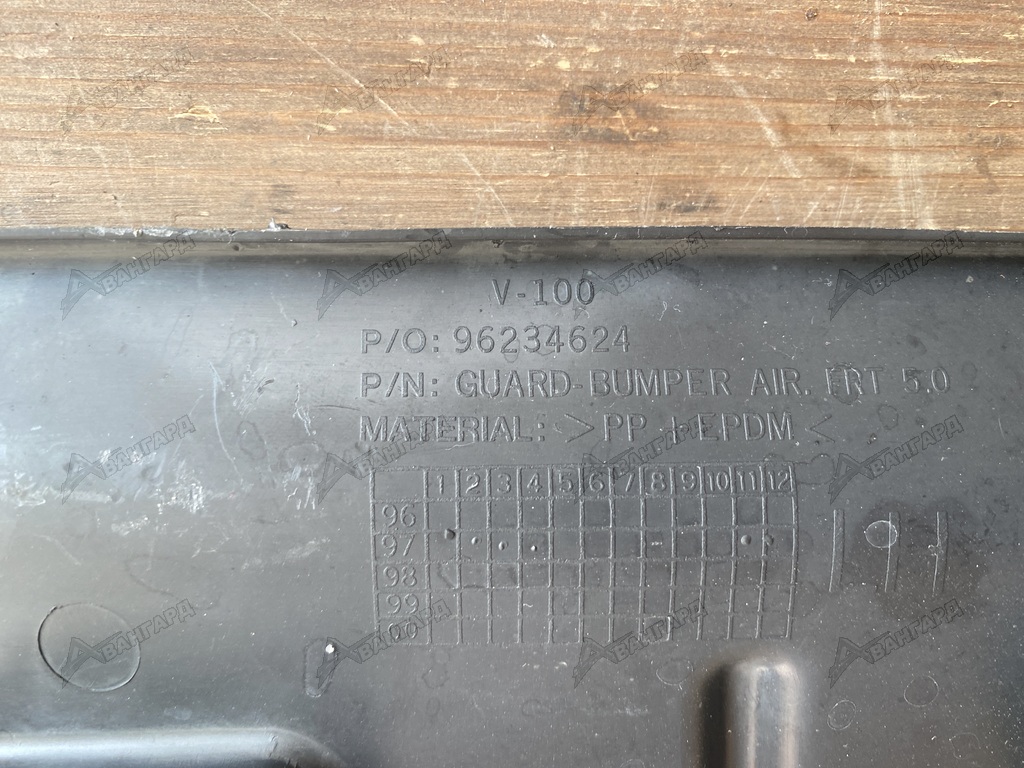 V-100
P/O: 96234624
P/N: GUARD-BUMPER AIR. FRT 5.0
MATERIAL: >PP + EPDM<
1 2 3 4 5 6 7 8 9 10 11 12
96
97
98
99
00
АВАНГАРД